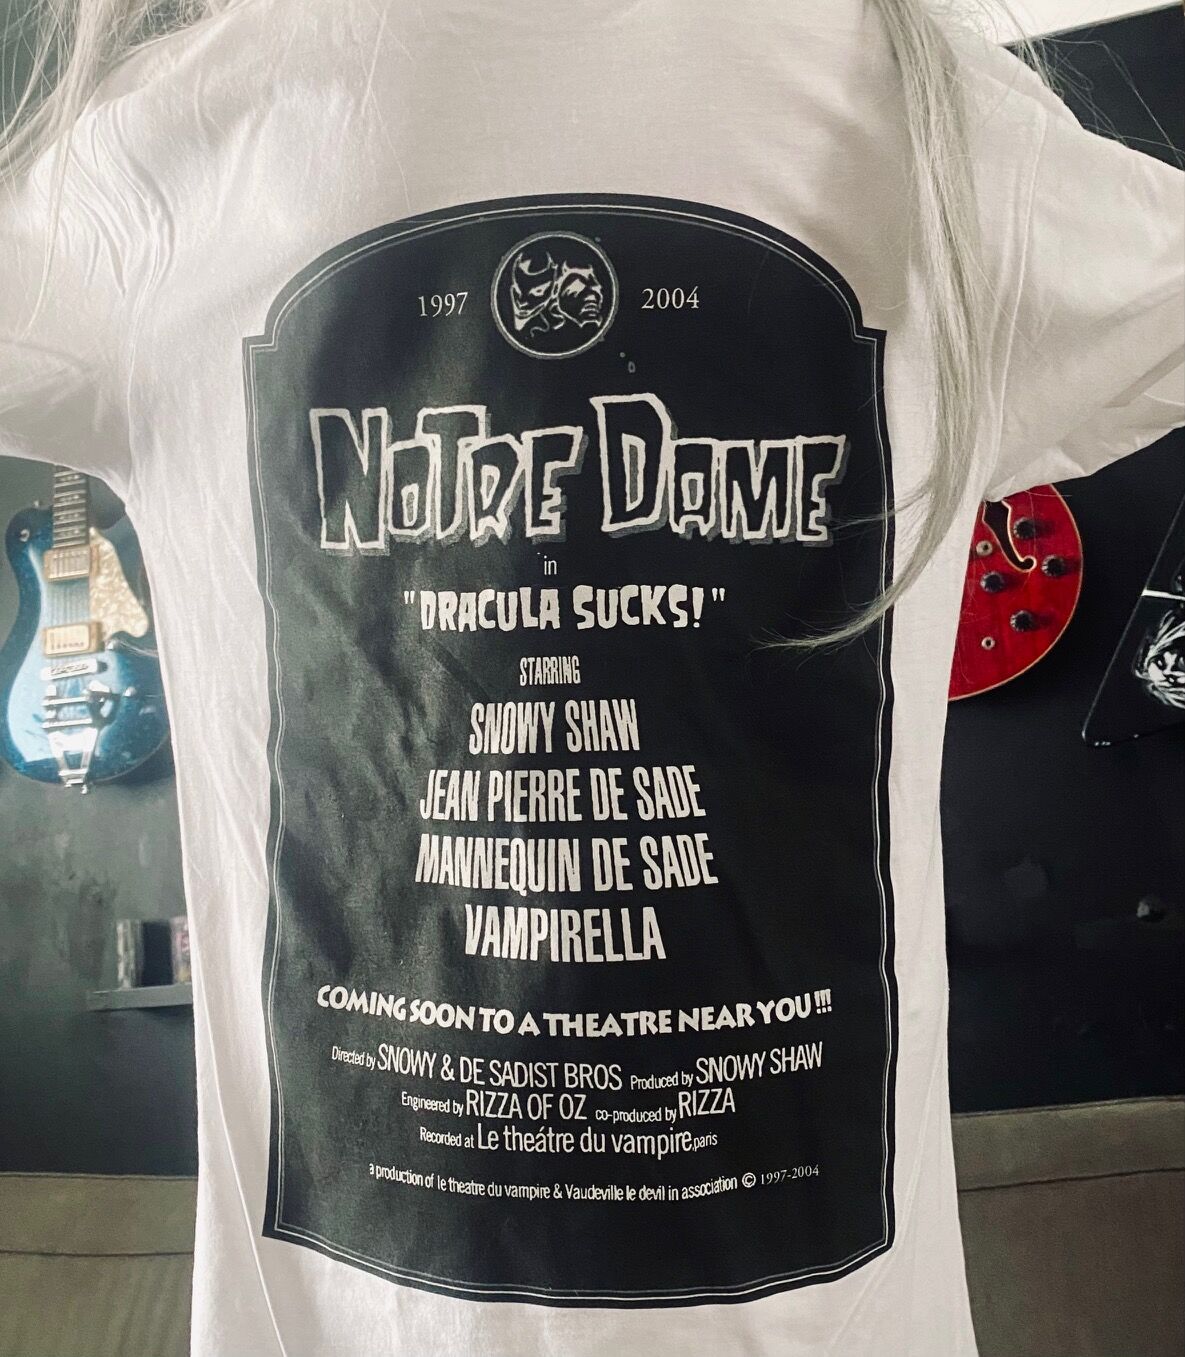 1997 2004
NOTRE DAME
in
"DRACULA SUCKS!"
STARRING
SNOWY SHAW
JEAN PIERRE DE SADE
MANNEQUIN DE SADE
VAMPIRELLA
COMING SOON TO A THEATRE NEAR YOU!!!
Directed by SNOWY & DE SADIST BROS Produced by SNOWY SHAW
Engineered by RIZZA OF OZ co-produced by RIZZA
Recorded at Le theátre du vampire, paris
a production of le theatre du vampire & Vaudeville le devil in association © 1997-2004